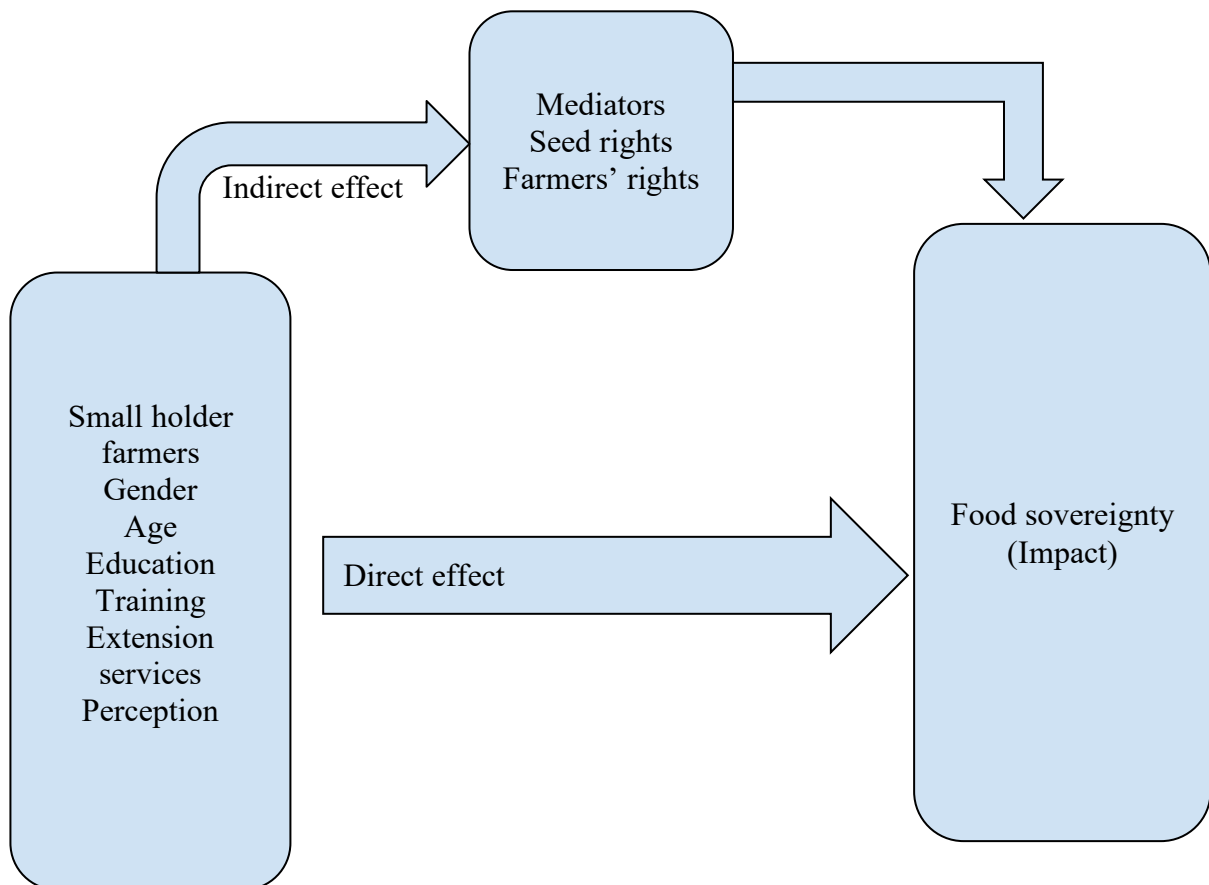 Mediators
Seed rights
Farmers’ rights
Indirect effect
Small holder
farmers
Gender
Age
Education
Training
Extension
services
Perception
Direct effect
Food sovereignty
(Impact)